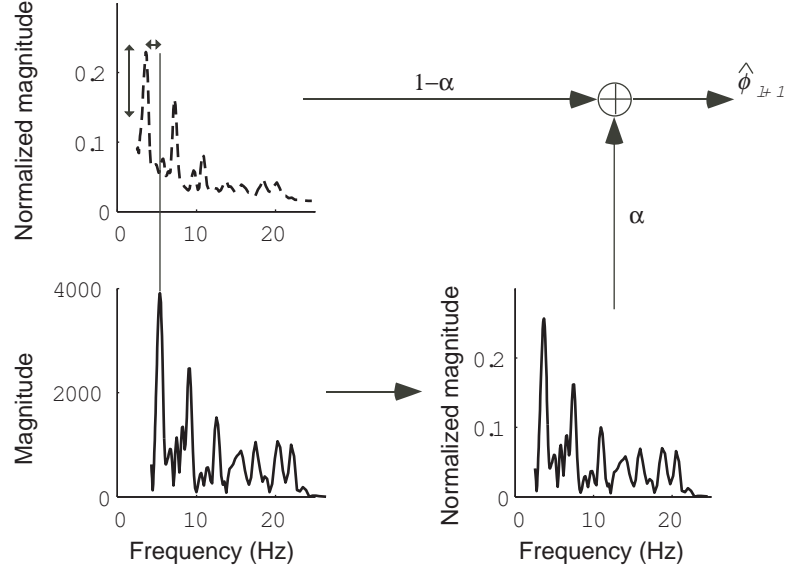 Normalized magnitude
0.2
0.1
0
0 10 20
1−α
ϕ̂ l+1
α
Magnitude
4000
2000
0
0 10 20
Frequency (Hz)
Normalized magnitude
0.2
0.1
0
0 10 20
Frequency (Hz)